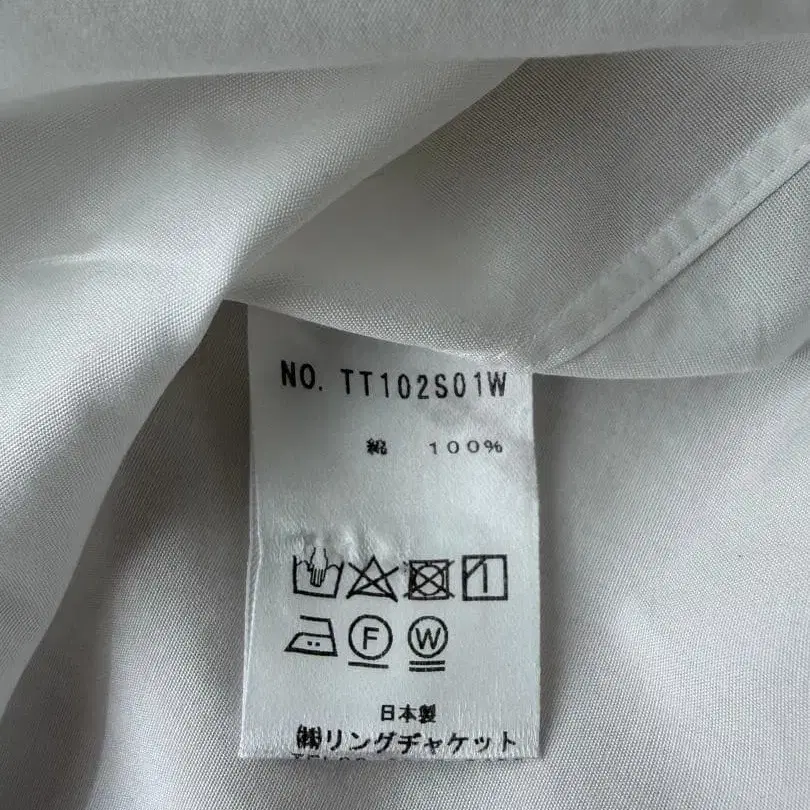 NO. TT102S01W
綿 100%
F W
日本製
㈱リングヂャケット